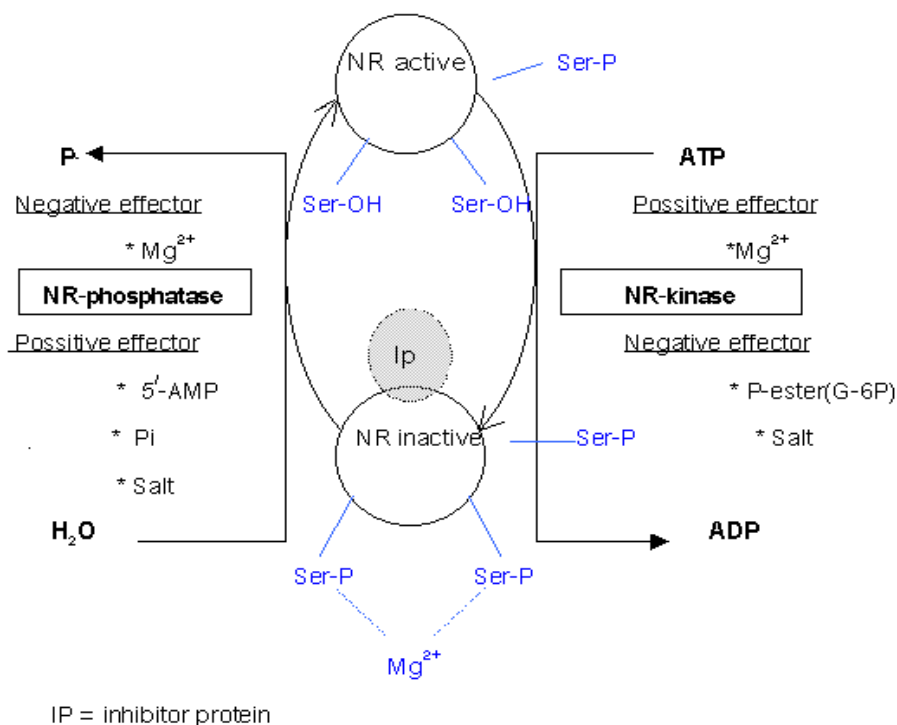 NR active
Ser-P
P-
ATP
Ser-OH
Ser-OH
Negative effector
Possitive effector
* Mg²⁺
*Mg²⁺
NR-phosphatase
NR-kinase
Possitive effector
Negative effector
Ip
* 5'-AMP
* P-ester(G-6P)
* Pi
NR inactive
Ser-P
* Salt
* Salt
H₂O
ADP
Ser-P
Ser-P
Mg²⁺
IP = inhibitor protein